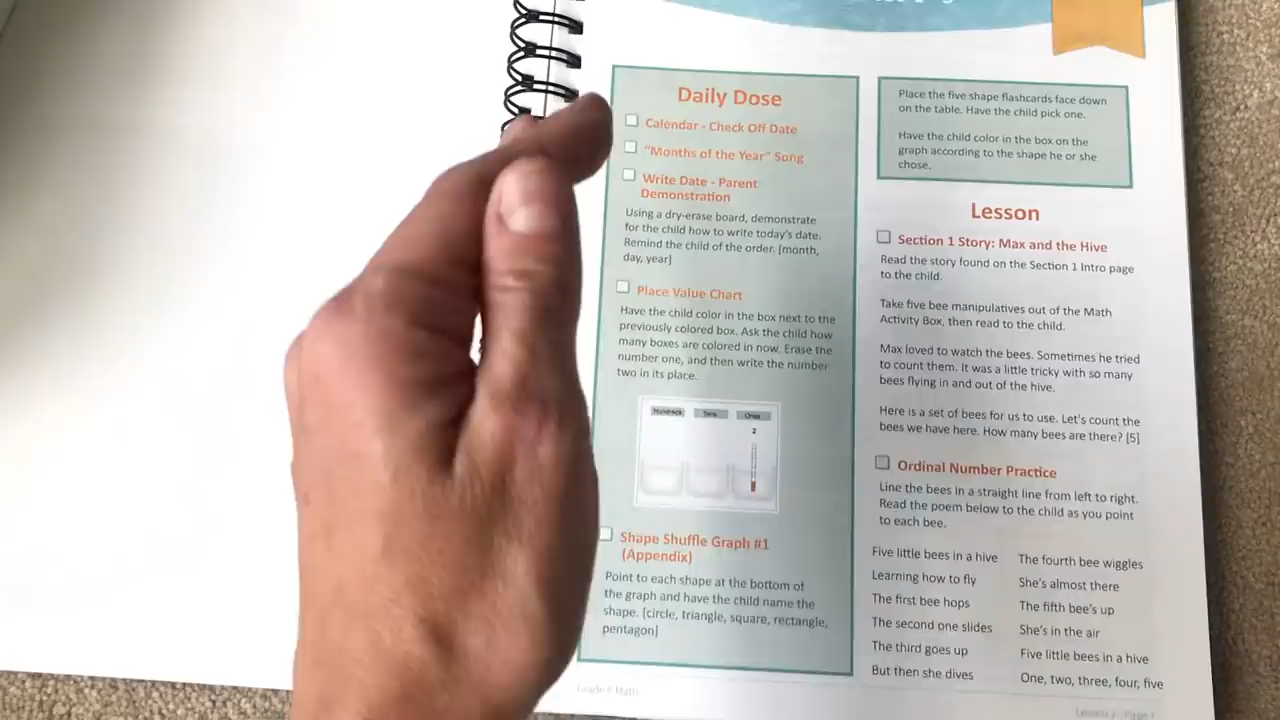 Daily Dose
Calendar - Check Off Date
"Months of the Year" Song
Write Date - Parent
Demonstration
Using a dry-erase board, demonstrate
for the child how to write today's date.
Remind the child of the order. [month,
day, year]
Place Value Chart
Have the child color in the box next to the
previously colored box. Ask the child how
many boxes are colored in now. Erase the
number one, and then write the number
two in its place.
Hundreds Tens Ones
2
Shape Shuffle Graph #1
(Appendix)
Point to each shape at the bottom of
the graph and have the child name the
shape. [circle, triangle, square, rectangle,
pentagon]
Place the five shape flashcards face down
on the table. Have the child pick one.
Have the child color in the box on the
graph according to the shape he or she
chose.
Lesson
Section 1 Story: Max and the Hive
Read the story found on the Section 1 Intro page
to the child.
Take five bee manipulatives out of the Math
Activity Box, then read to the child.
Max loved to watch the bees. Sometimes he tried
to count them. It was a little tricky with so many
bees flying in and out of the hive.
Here is a set of bees for us to use. Let's count the
bees we have here. How many bees are there? [5]
Ordinal Number Practice
Line the bees in a straight line from left to right.
Read the poem below to the child as you point
to each bee.
Five little bees in a hive
Learning how to fly
The first bee hops
The second one slides
The third goes up
But then she dives
The fourth bee wiggles
She's almost there
The fifth bee's up
She's in the air
Five little bees in a hive
One, two, three, four, five
Math
Page